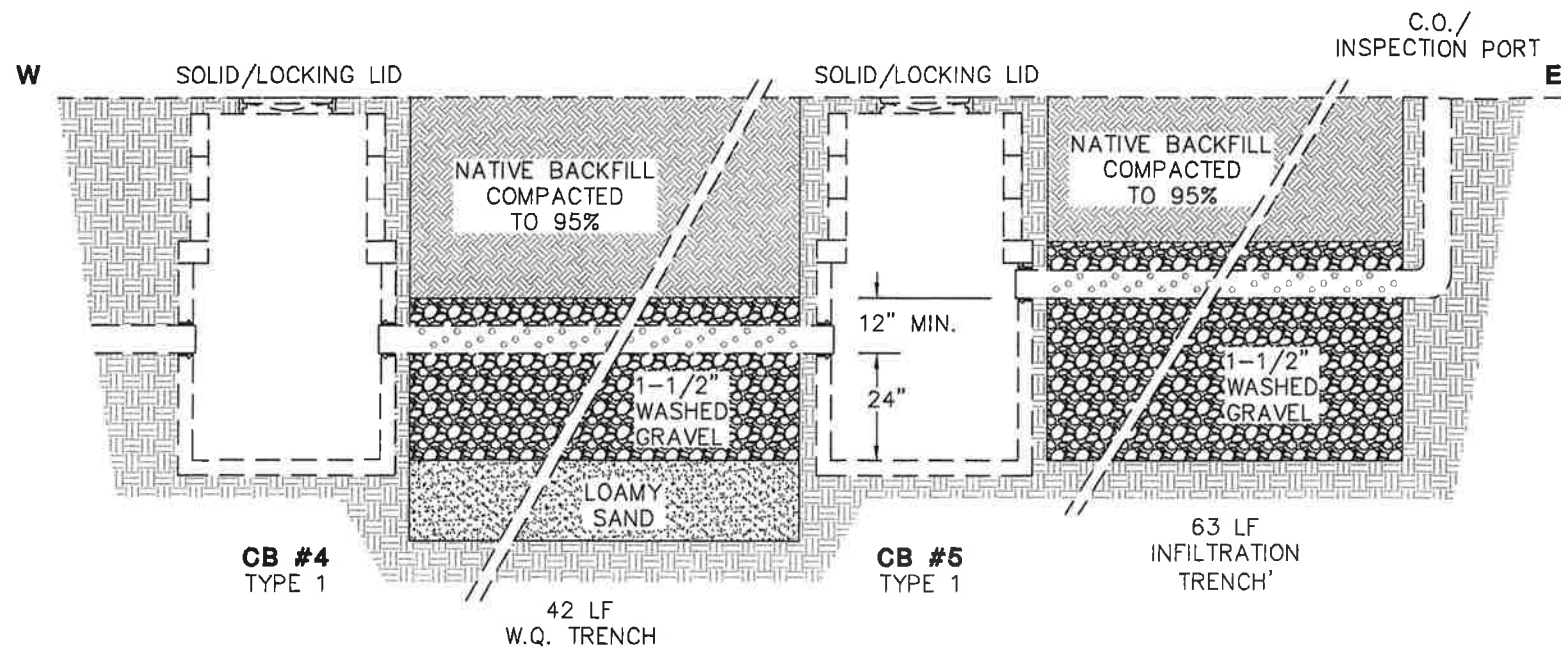 C.O./
INSPECTION PORT
W
SOLID/LOCKING LID
SOLID/LOCKING LID
E
NATIVE BACKFILL
COMPACTED
TO 95%
NATIVE BACKFILL
COMPACTED
TO 95%
12" MIN.
24"
1-1/2"
WASHED
GRAVEL
1-1/2"
WASHED
GRAVEL
LOAMY
SAND
CB #4
TYPE 1
CB #5
TYPE 1
63 LF
INFILTRATION
TRENCH'
42 LF
W.Q. TRENCH